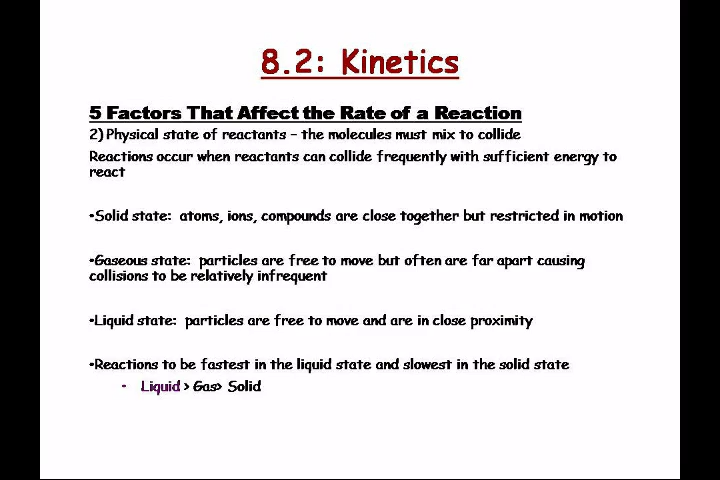 8.2: Kinetics
5 Factors That Affect the Rate of a Reaction
2) Physical state of reactants – the molecules must mix to collide
Reactions occur when reactants can collide frequently with sufficient energy to
react
•Solid state: atoms, ions, compounds are close together but restricted in motion
•Gaseous state: particles are free to move but often are far apart causing
collisions to be relatively infrequent
•Liquid state: particles are free to move and are in close proximity
•Reactions to be fastest in the liquid state and slowest in the solid state
- Liquid > Gas> Solid